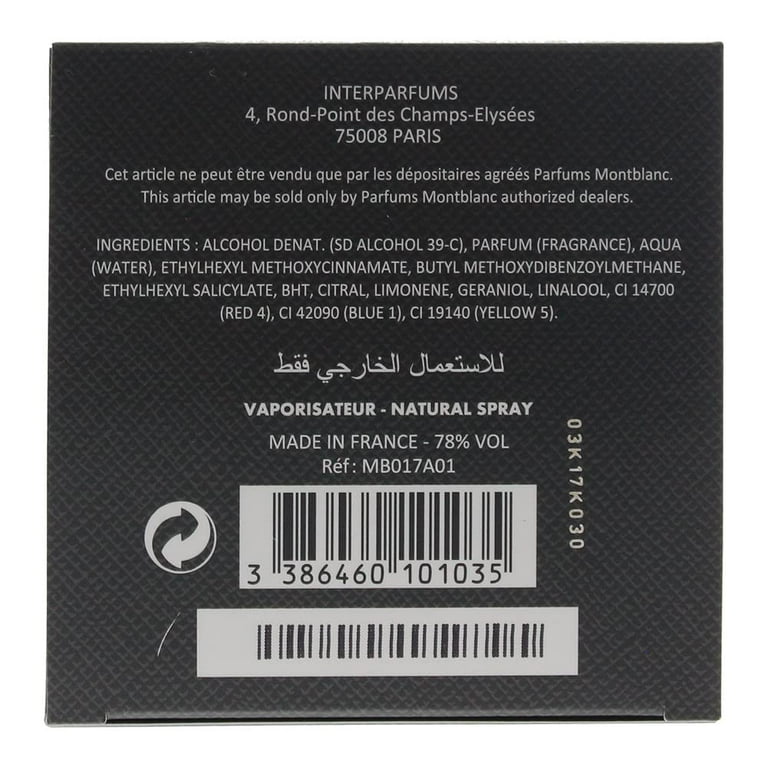 INTERPARFUMS
4, Rond-Point des Champs-Elysées
75008 PARIS
Cet article ne peut être vendu que par les dépositaires agréés Parfums Montblanc.
This article may be sold only by Parfums Montblanc authorized dealers.
INGREDIENTS : ALCOHOL DENAT. (SD ALCOHOL 39-C), PARFUM (FRAGRANCE), AQUA
(WATER), ETHYLHEXYL METHOXYCINNAMATE, BUTYL METHOXYDIBENZOYLMETHANE,
ETHYLHEXYL SALICYLATE, BHT, CITRAL, LIMONENE, GERANIOL, LINALOOL, CI 14700
(RED 4), CI 42090 (BLUE 1), CI 19140 (YELLOW 5).
للاستعمال الخارجي فقط
VAPORISATEUR - NATURAL SPRAY
MADE IN FRANCE - 78% VOL
Réf : MB017A01
03K17K030
3 386460 101035